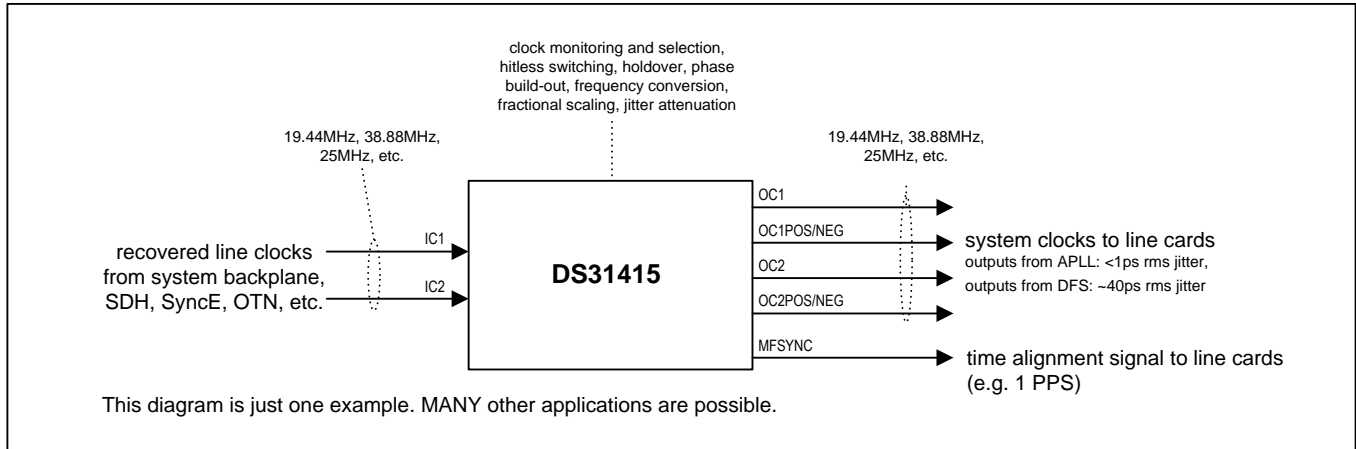 clock monitoring and selection,
hitless switching, holdover, phase
build-out, frequency conversion,
fractional scaling, jitter attenuation
19.44MHz, 38.88MHz,
25MHz, etc.
19.44MHz, 38.88MHz,
25MHz, etc.
recovered line clocks
from system backplane,
SDH, SyncE, OTN, etc.
IC1
IC2
DS31415
OC1
OC1POS/NEG
OC2
OC2POS/NEG
MFSYNC
system clocks to line cards
outputs from APLL: <1ps rms jitter,
outputs from DFS: ~40ps rms jitter
time alignment signal to line cards
(e.g. 1 PPS)
This diagram is just one example. MANY other applications are possible.